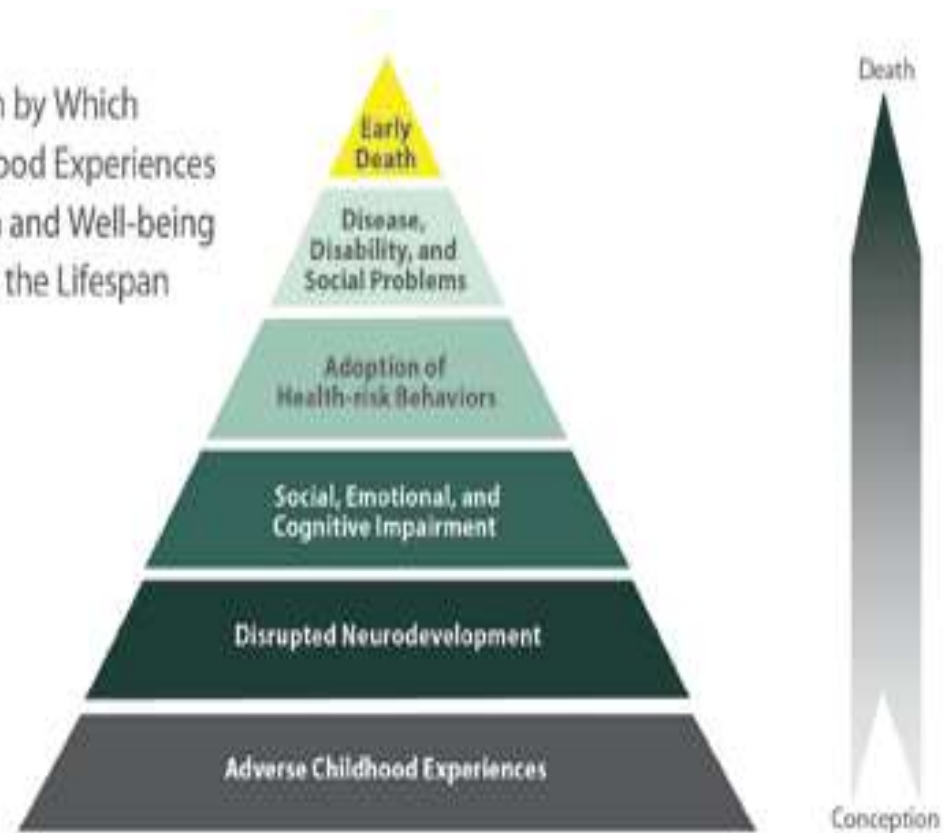 by Which
Experiences
and Well-being
the Lifespan
Early
Death
Disease,
Disability, and
Social Problems
Adoption of
Health-risk Behaviors
Social, Emotional, and
Cognitive Impairment
Disrupted Neurodevelopment
Adverse Childhood Experiences
Death
Conception